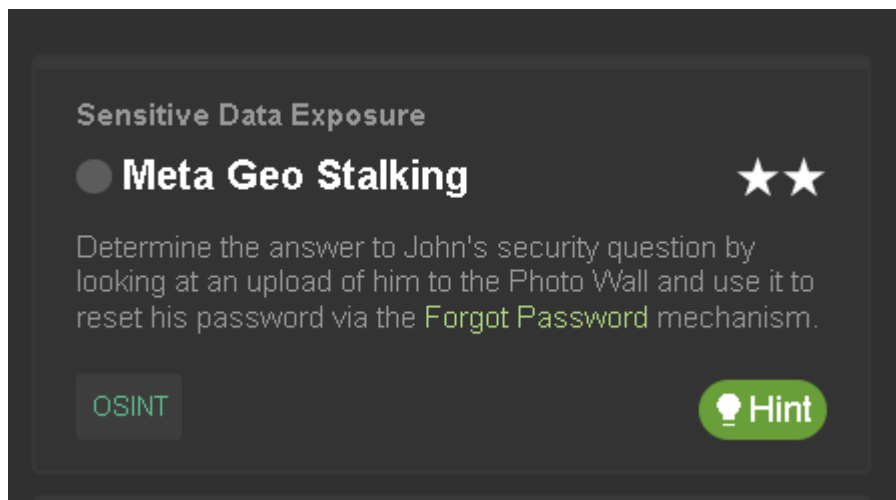 Sensitive Data Exposure
Meta Geo Stalking
Determine the answer to John's security question by
looking at an upload of him to the Photo Wall and use it to
reset his password via the Forgot Password mechanism.
OSINT
Hint